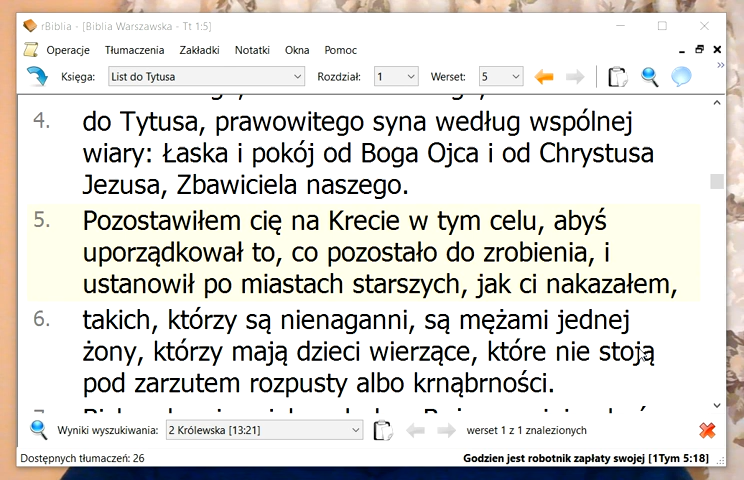 rBiblia - [Biblia Warszawska - Tt 1:5]
Operacje Tłumaczenia Zakładki Notatki Okna Pomoc
Księga: List do Tytusa Rozdział: 1 Werset: 5
4. do Tytusa, prawowitego syna według wspólnej
wiary: Łaska i pokój od Boga Ojca i od Chrystusa
Jezusa, Zbawiciela naszego.
5. Pozostawiłem cię na Krecie w tym celu, abyś
uporządkował to, co pozostało do zrobienia, i
ustanowił po miastach starszych, jak ci nakazałem,
6. takich, którzy są nienaganni, są mężami jednej
żony, którzy mają dzieci wierzące, które nie stoją
pod zarzutem rozpusty albo krnąbrności.
Wyniki wyszukiwania: 2 Królewska [13:21] werset 1 z 1 znalezionych
Dostępnych tłumaczeń: 26 Godzien jest robotnik zapłaty swojej [1Tym 5:18]